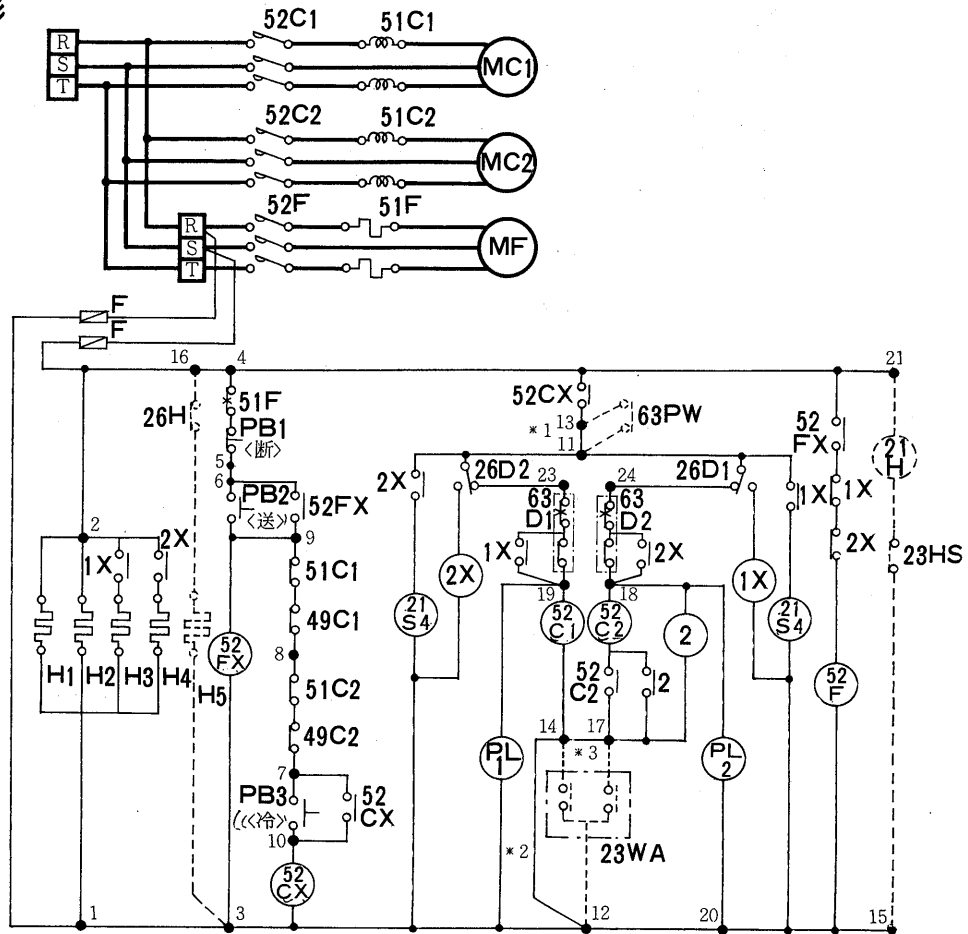 52C1 51C1
R
S
T
MC1
52C2 51C2
MC2
52F 51F
R
S
T
MF
F
F
16 4 21
26H
51F
PB1
<断>
5
6
PB2
<送>
52FX
9
52CX
13
*1
11
63PW
52
FX
21
H
2X 26D2 23 24 26D1 1X
63
D1
63
D2
1X
2X
1X
2X
23HS
2
1X 2X
51C1
49C1
8
51C2
49C2
7
PB3
(<冷>
52
CX
10
52
CX
52
FX
H1 H2 H3 H4 H5
21
S4
2X
19
52
C1
18
52
C2
2
1X
21
S4
52
C2
2
52
F
14 17
*3
PL
1
PL
2
*2
23WA
1 3 12 20 15